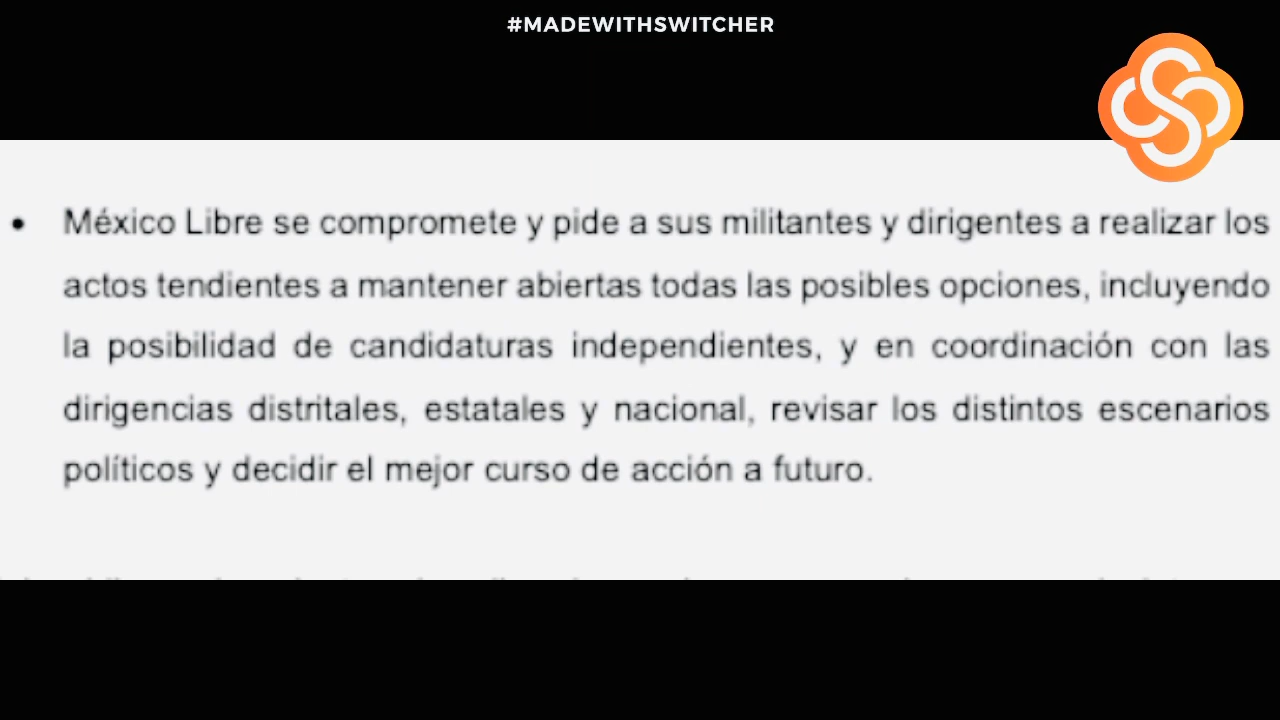 #MADEWITHSWITCHER
• México Libre se compromete y pide a sus militantes y dirigentes a realizar los
actos tendientes a mantener abiertas todas las posibles opciones, incluyendo
la posibilidad de candidaturas independientes, y en coordinación con las
dirigencias distritales, estatales y nacional, revisar los distintos escenarios
políticos y decidir el mejor curso de acción a futuro.